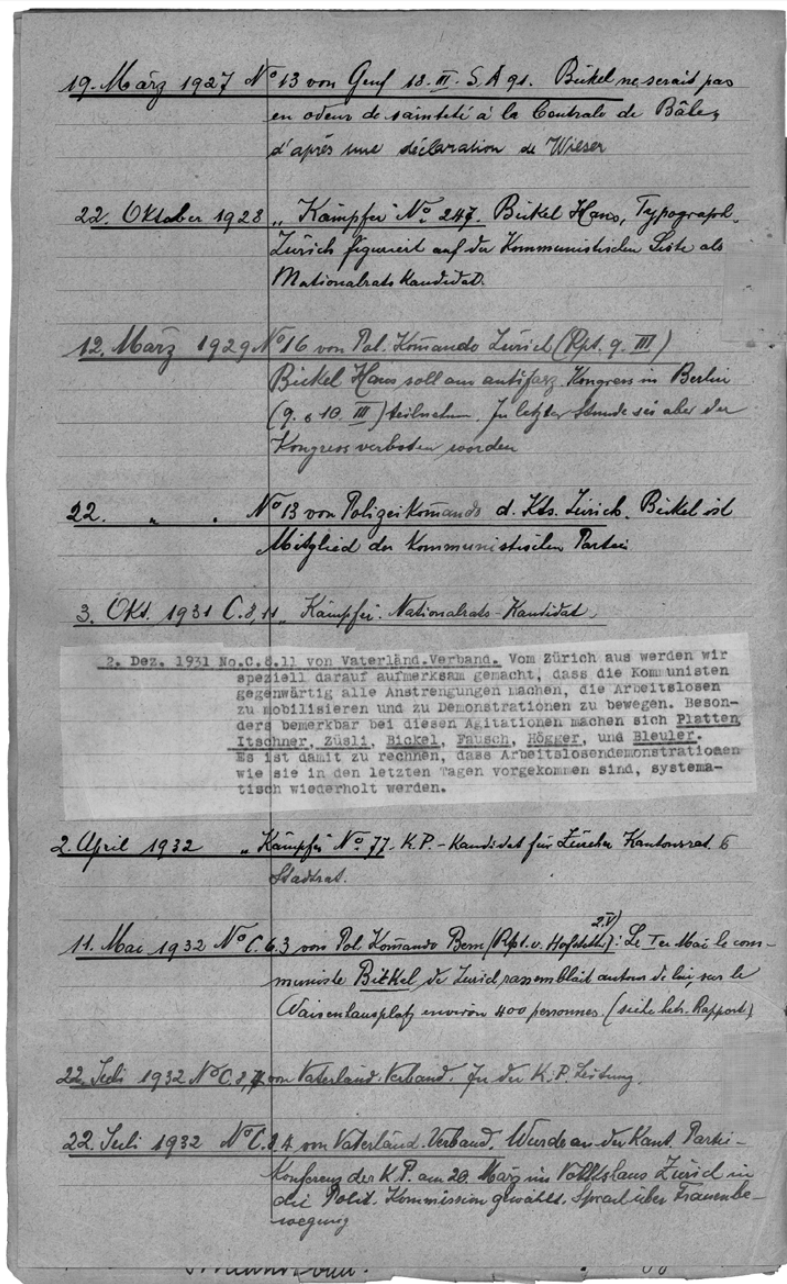 19. März 1927 No 13 von Genf 18. III. S. A 91. Bickel ne serait pas
en odeur de sainteté à la Centrale de Bâle,
d'après une déclaration de Wieser
22. Oktober 1928 „Kämpfer" No. 247. Bickel Hans, Typograph,
Zürich figuriert auf der Kommunistischen Liste als
Nationalrats Kandidat.
12. März 1929 No 16 von Pol. Kom̄ando Zürich (Rpt. 9. III)
Bickel Hans soll am antifasz. Kongress in Berlin
(9. & 10. III) teilnehmen. In letzter Stunde sei aber der
Kongress verboten worden
22. " " No 13 von Polizeikom̄ando d. Kts. Zürich. Bickel ist
Mitglied der Kommunistischen Partei
3. Okt. 1931 C.8,11 „Kämpfer. Nationalrats-Kandidat.
2. Dez. 1931 No.C.8.11 von Vaterländ.Verband. Vom Zürich aus werden wir
speziell darauf aufmerksam gemacht, dass die Kommunisten
gegenwärtig alle Anstrengungen machen, die Arbeitslosen
zu mobilisieren und zu Demonstrationen zu bewegen. Beson-
ders bemerkbar bei diesen Agitationen machen sich Platten,
Itschner, Züsli, Bickel, Fausch, Högger, und Bleuler.
Es ist damit zu rechnen, dass Arbeitslosendemonstrationen
wie sie in den letzten Tagen vorgekommen sind, systema-
tisch wiederholt werden.
2. April 1932 „Kämpfer" No. 77. K.P.-Kandidat für Zürcher Kantonsrat &
Stadtrat.
2.V)
11. Mai 1932 No C.6.3 von Pol. Kom̄ando Bern (Rpt. v. Hofstetter: Le 1er Mai le com-
muniste Bickel de Zurich rassemblait autour de lui, sur le
Waisenhausplatz environ 400 personnes. (siehe betr. Rapport)
22. Juli 1932 No C.8,4 von Vaterländ. Verband. In der K.P. Leitung.
22. Juli 1932 No C.8.4 von Vaterländ. Verband. Wurde an der Kant. Partei-
Konferenz der K.P. am 20. März im Volkshaus Zürich in
die Polit. Kommission gewählt. Sprach über Frauenbe-
wegung